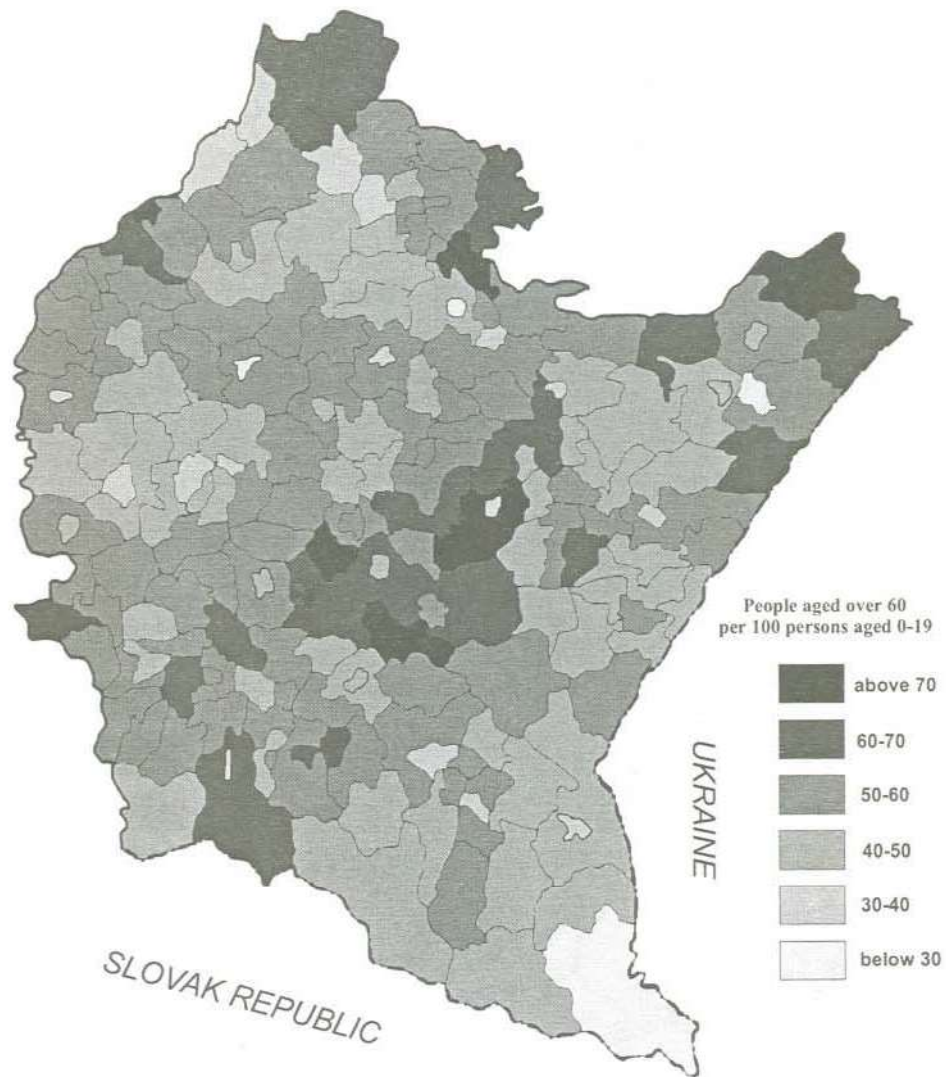 People aged over 60
per 100 persons aged 0-19
above 70
60-70
50-60
40-50
30-40
below 30
UKRAINE
SLOVAK REPUBLIC